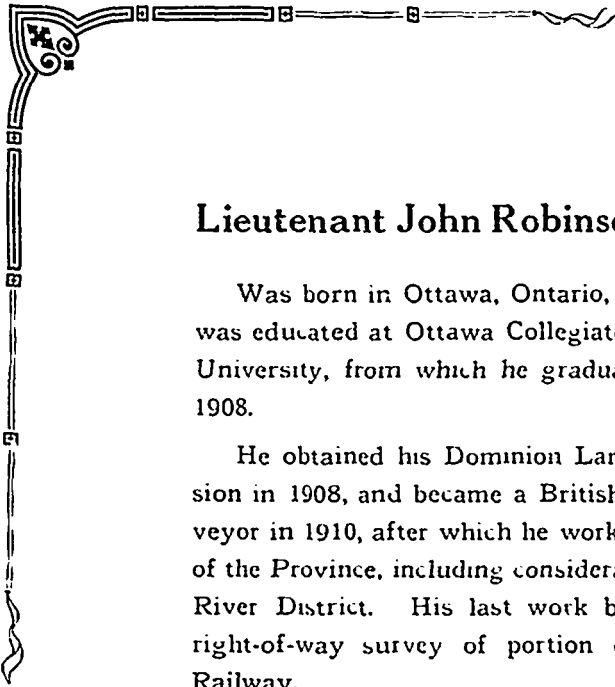 Lieutenant John Robins
Was born in Ottawa, Ontario,
was educated at Ottawa Collegiat
University, from which he gradu
1908.
He obtained his Dominion Lan
sion in 1908, and became a British
veyor in 1910, after which he work
of the Province, including consider
River District. His last work b
right-of-way survey of portion
Railway.